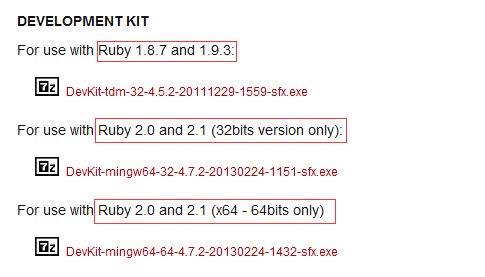 DEVELOPMENT KIT
For use with Ruby 1.8.7 and 1.9.3:
7z DevKit-tdm-32-4.5.2-20111229-1559-sfx.exe
For use with Ruby 2.0 and 2.1 (32bits version only):
7z DevKit-mingw64-32-4.7.2-20130224-1151-sfx.exe
For use with Ruby 2.0 and 2.1 (x64 - 64bits only)
7z DevKit-mingw64-64-4.7.2-20130224-1432-sfx.exe